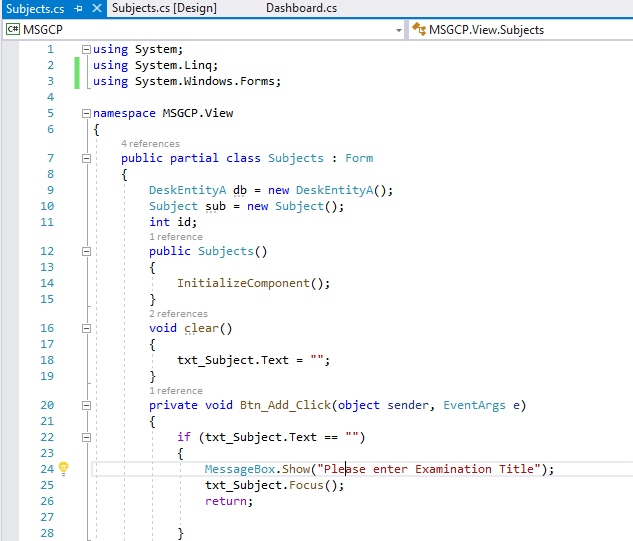 Subjects.cs Subjects.cs [Design] Dashboard.cs
C# MSGCP MSGCP.View.Subjects
1 using System;
2 using System.Linq;
3 using System.Windows.Forms;
4
5 namespace MSGCP.View
6 {
4 references
7 public partial class Subjects : Form
8 {
9 DeskEntityA db = new DeskEntityA();
10 Subject sub = new Subject();
11 int id;
1 reference
12 public Subjects()
13 {
14 InitializeComponent();
15 }
2 references
16 void clear()
17 {
18 txt_Subject.Text = "";
19 }
1 reference
20 private void Btn_Add_Click(object sender, EventArgs e)
21 {
22 if (txt_Subject.Text == "")
23 {
24 MessageBox.Show("Please enter Examination Title");
25 txt_Subject.Focus();
26 return;
27
28 }